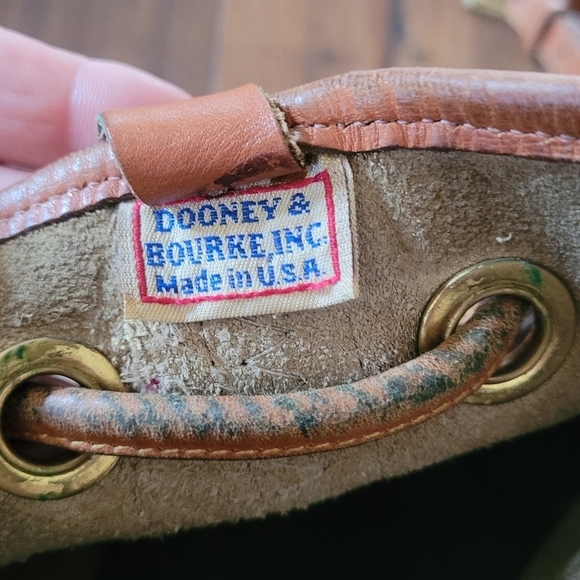 DOONEY &
BOURKE, INC.
Made in U.S.A.